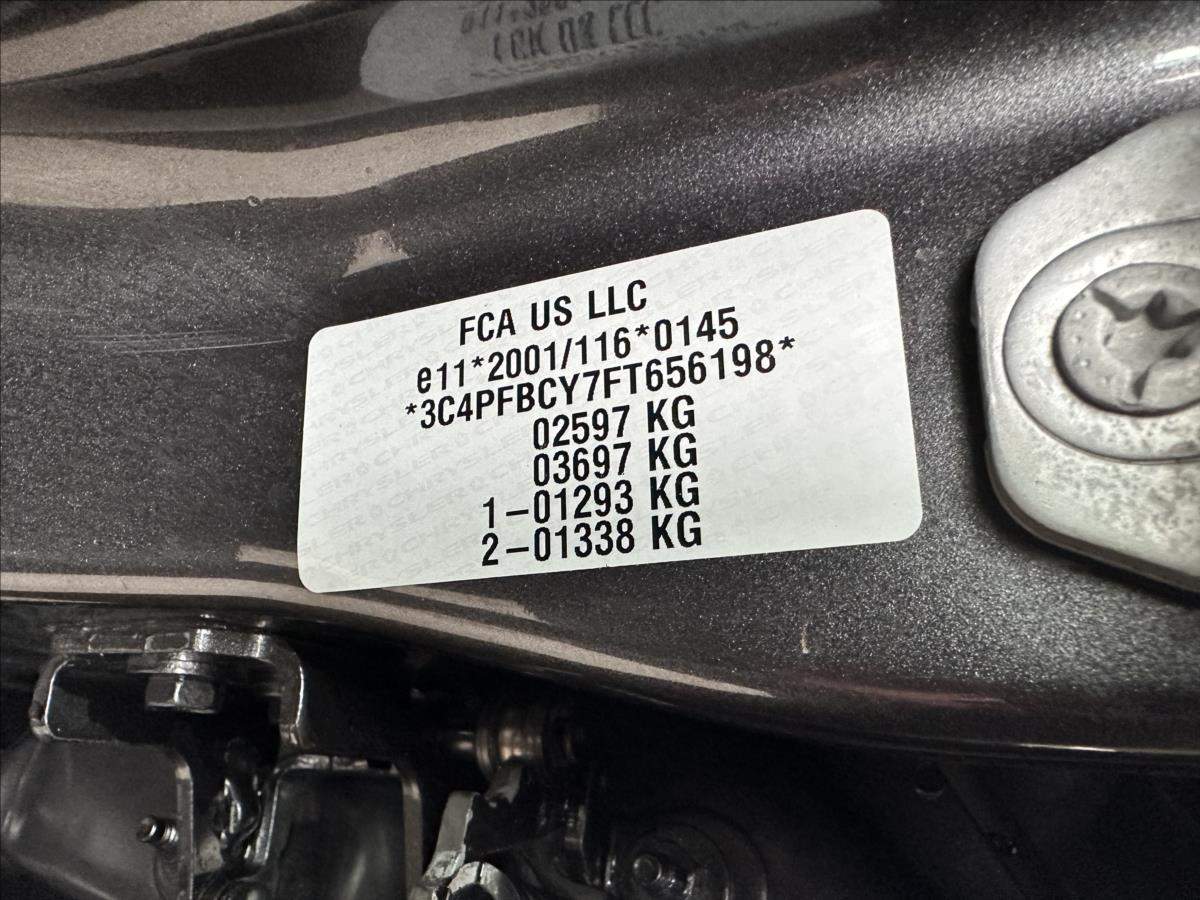 FCA US LLC
e11*2001/116*0145
*3C4PFBCY7FT656198*
02597 KG
03697 KG
1-01293 KG
2-01338 KG